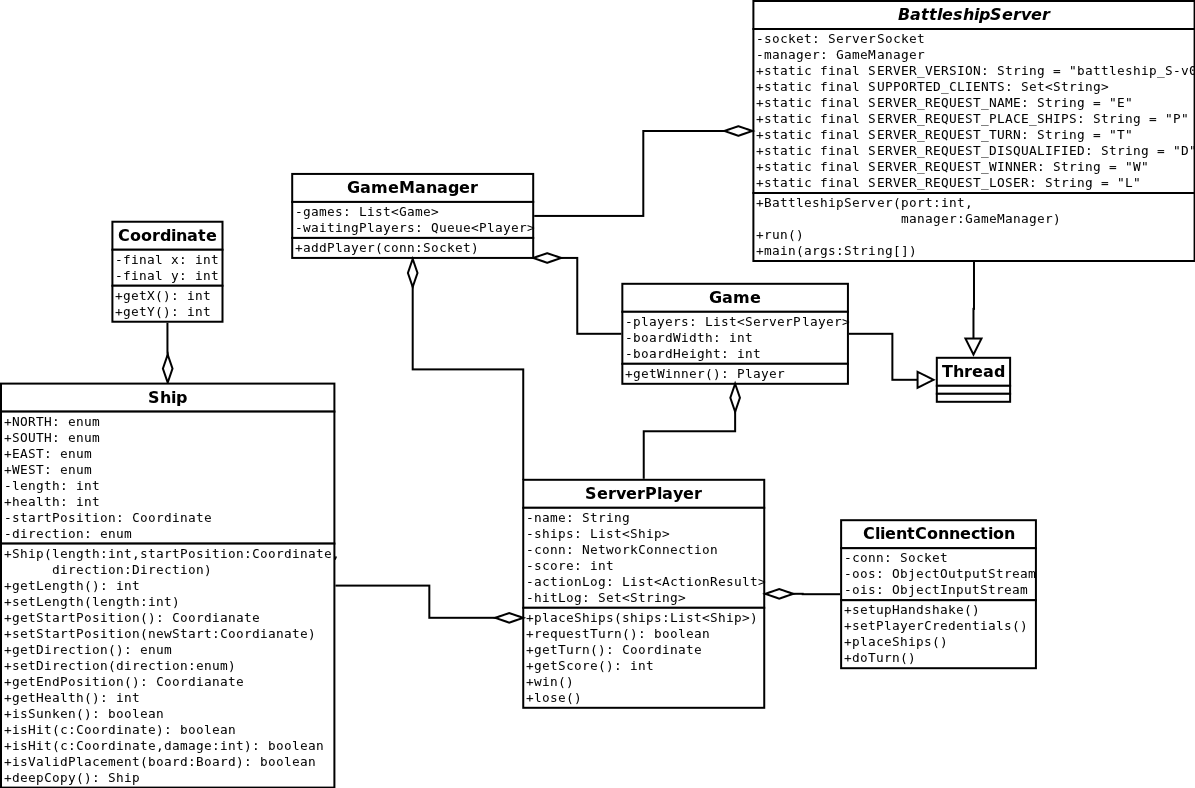 BattleshipServer
-socket: ServerSocket
-manager: GameManager
+static final SERVER_VERSION: String = "battleship_S-v0
+static final SUPPORTED_CLIENTS: Set<String>
+static final SERVER_REQUEST_NAME: String = "E"
+static final SERVER_REQUEST_PLACE_SHIPS: String = "P"
+static final SERVER_REQUEST_TURN: String = "T"
+static final SERVER_REQUEST_DISQUALIFIED: String = "D"
+static final SERVER_REQUEST_WINNER: String = "W"
+static final SERVER_REQUEST_LOSER: String = "L"
+BattleshipServer(port:int,
manager:GameManager)
+run()
+main(args:String[])
GameManager
-games: List<Game>
-waitingPlayers: Queue<Player>
+addPlayer(conn:Socket)
Coordinate
-final x: int
-final y: int
+getX(): int
+getY(): int
Game
-players: List<ServerPlayer>
-boardWidth: int
-boardHeight: int
+getWinner(): Player
Thread
Ship
+NORTH: enum
+SOUTH: enum
+EAST: enum
+WEST: enum
-length: int
+health: int
-startPosition: Coordinate
-direction: enum
+Ship(length:int,startPosition:Coordinate,
direction:Direction)
+getLength(): int
+setLength(length:int)
+getStartPosition(): Coordianate
+setStartPosition(newStart:Coordianate)
+getDirection(): enum
+setDirection(direction:enum)
+getEndPosition(): Coordianate
+getHealth(): int
+isSunken(): boolean
+isHit(c:Coordinate): boolean
+isHit(c:Coordinate,damage:int): boolean
+isValidPlacement(board:Board): boolean
+deepCopy(): Ship
ServerPlayer
-name: String
-ships: List<Ship>
-conn: NetworkConnection
-score: int
-actionLog: List<ActionResult>
-hitLog: Set<String>
+placeShips(ships:List<Ship>)
+requestTurn(): boolean
+getTurn(): Coordinate
+getScore(): int
+win()
+lose()
ClientConnection
-conn: Socket
-oos: ObjectOutputStream
-ois: ObjectInputStream
+setupHandshake()
+setPlayerCredentials()
+placeShips()
+doTurn()